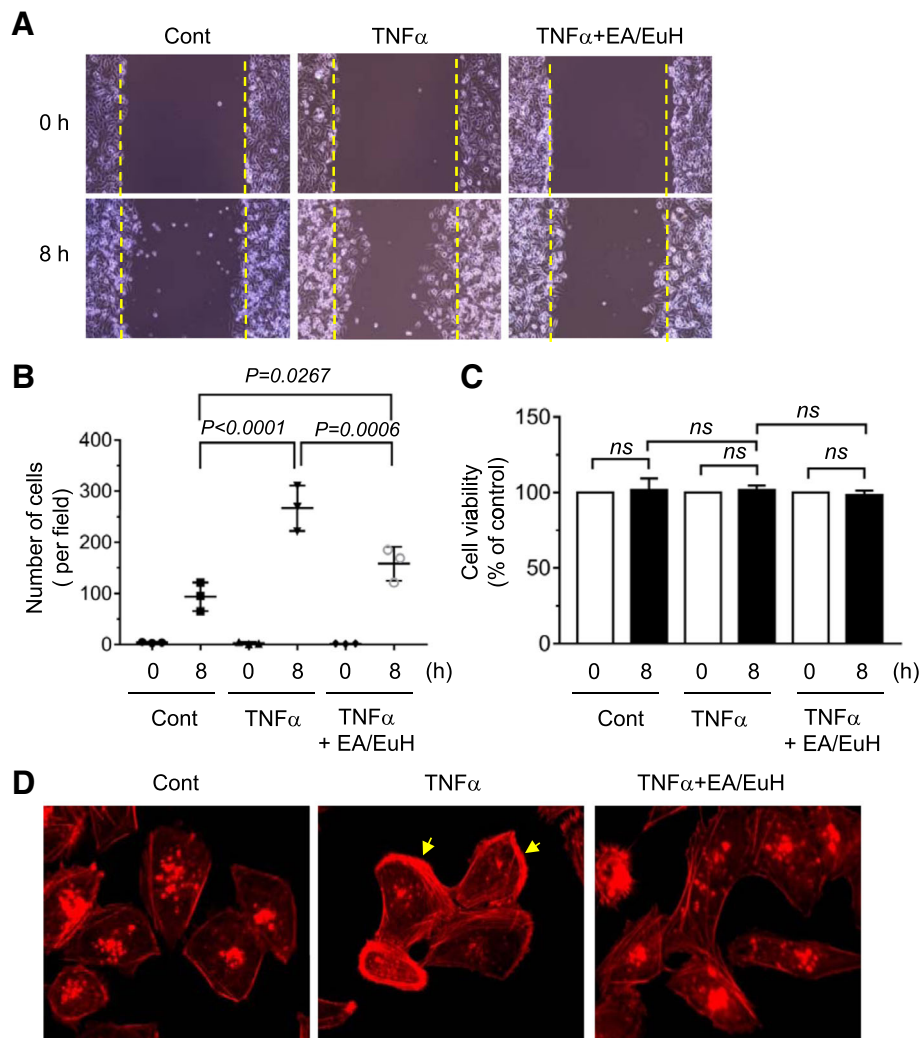 A
Cont
TNFα
TNFα+EA/EuH
0 h
8 h
B
P=0.0267
P<0.0001
P=0.0006
Number of cells
( per field)
400
300
200
100
0
0 8 0 8 0 8 (h)
Cont
TNFα
TNFα
+ EA/EuH
C
ns
ns
ns
ns
ns
Cell viability
(% of control)
150
100
50
0
0 8 0 8 0 8 (h)
Cont
TNFα
TNFα
+ EA/EuH
D
Cont
TNFα
TNFα+EA/EuH